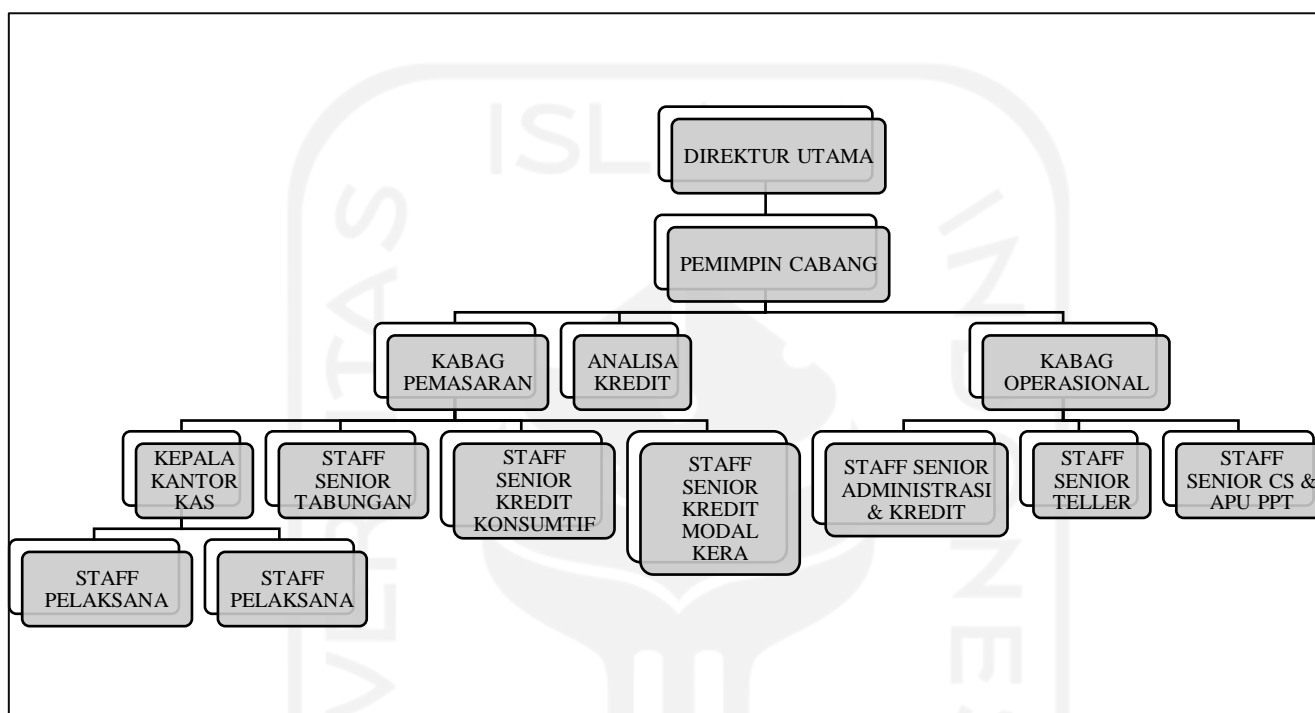 DIREKTUR UTAMA
PEMIMPIN CABANG
KABAG
PEMASARAN
ANALISA
KREDIT
KABAG
OPERASIONAL
KEPALA
KANTOR
KAS
STAFF
SENIOR
TABUNGAN
STAFF
SENIOR
KREDIT
KONSUMTIF
STAFF
SENIOR
KREDIT
MODAL
KERA
STAFF SENIOR
ADMINISTRASI
& KREDIT
STAFF
SENIOR
TELLER
STAFF
SENIOR CS &
APU PPT
STAFF
PELAKSANA
STAFF
PELAKSANA